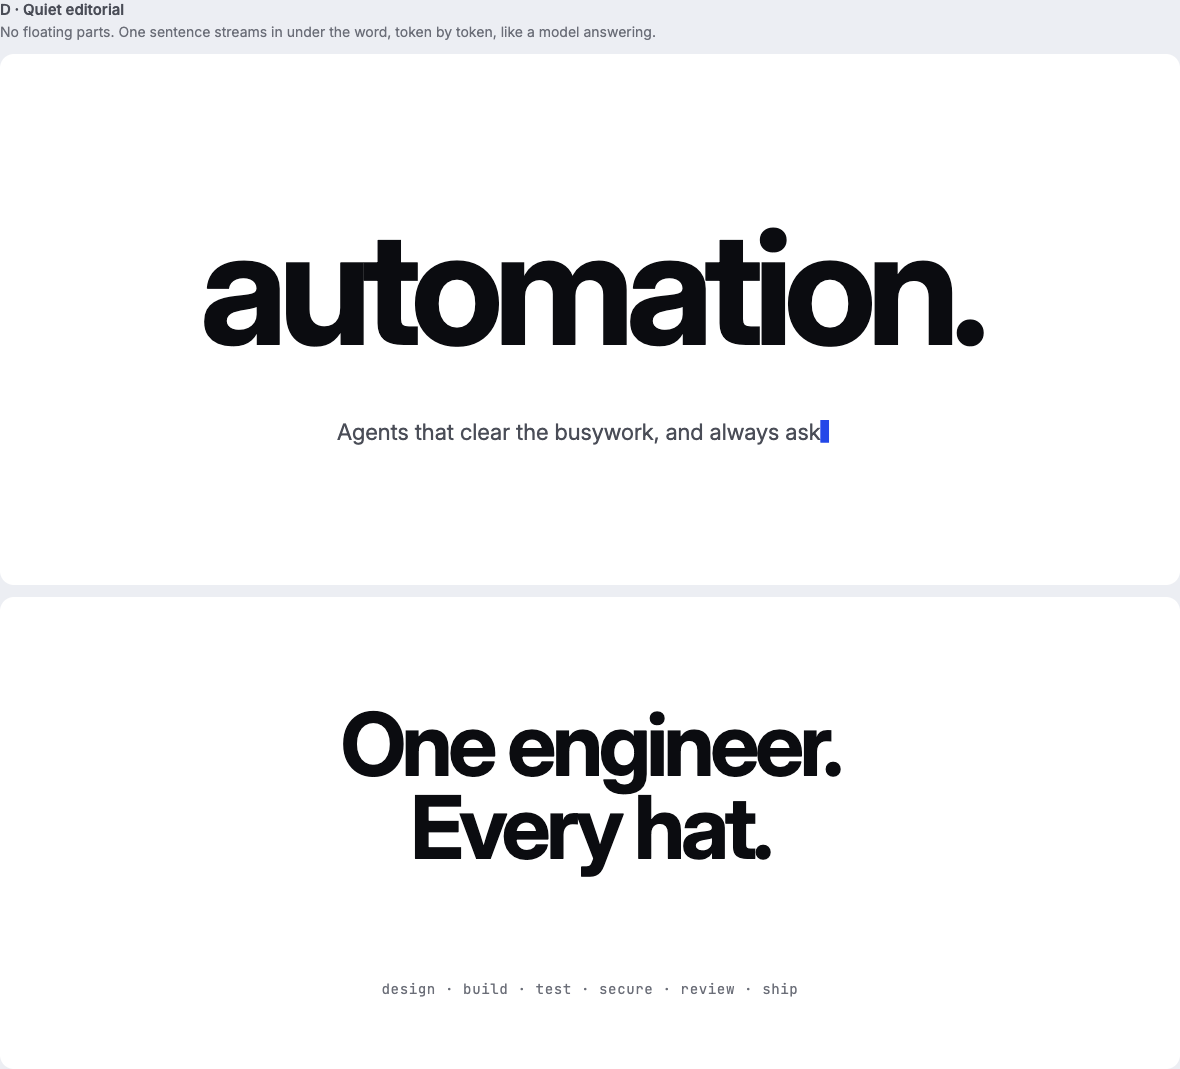 D · Quiet editorial
No floating parts. One sentence streams in under the word, token by token, like a model answering.
automation.
Agents that clear the busywork, and always ask
One engineer.
Every hat.
design · build · test · secure · review · ship